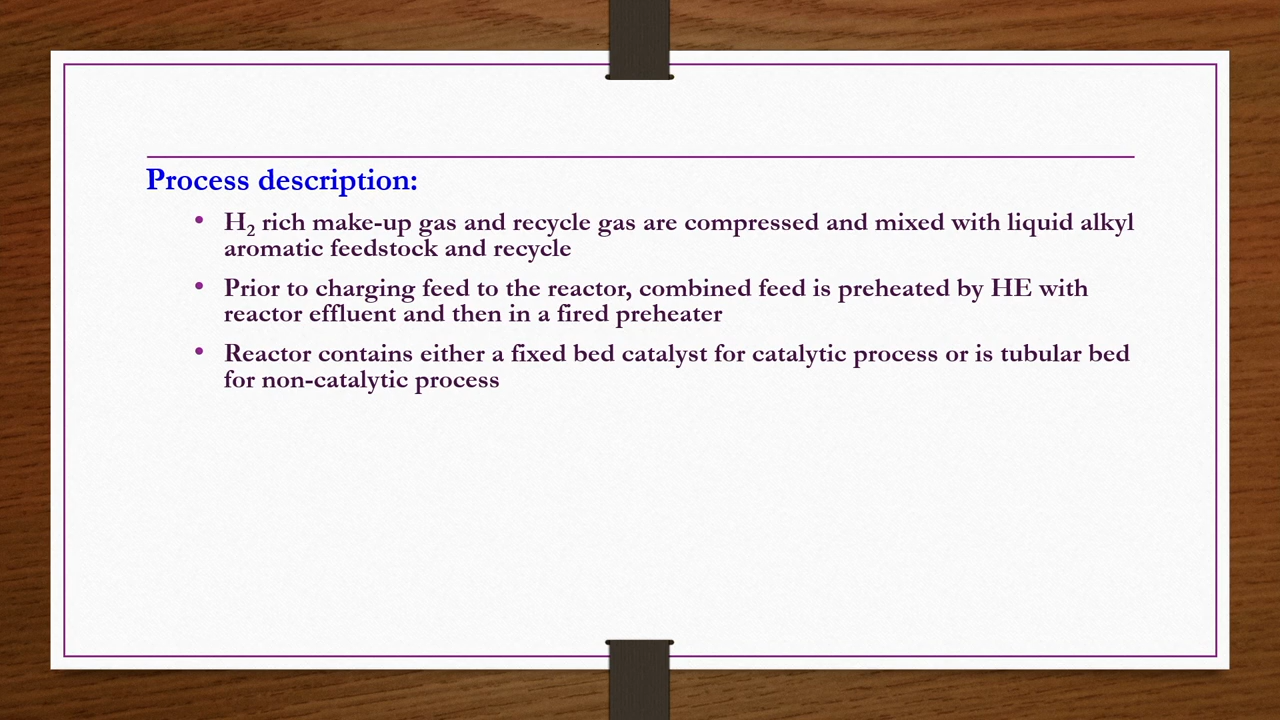 Process description:
• H₂ rich make-up gas and recycle gas are compressed and mixed with liquid alkyl
aromatic feedstock and recycle
• Prior to charging feed to the reactor, combined feed is preheated by HE with
reactor effluent and then in a fired preheater
• Reactor contains either a fixed bed catalyst for catalytic process or is tubular bed
for non-catalytic process